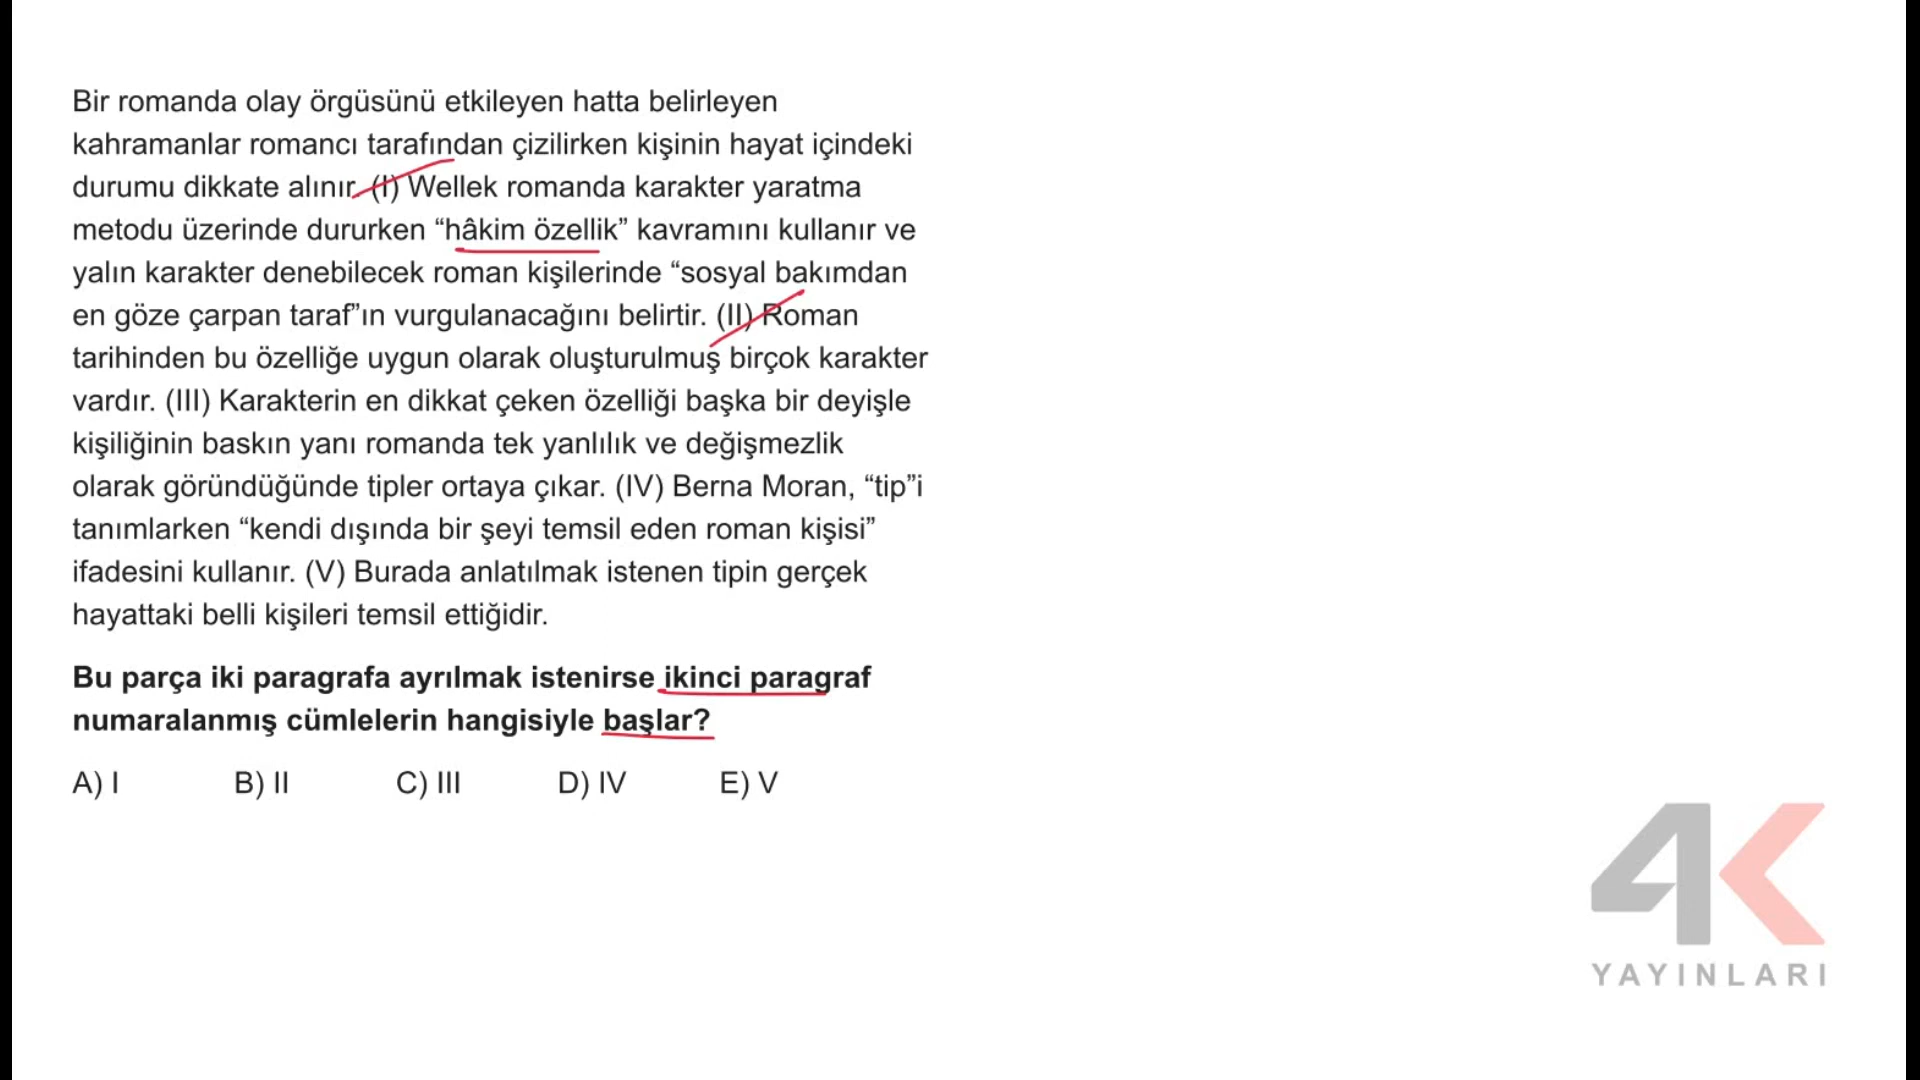 Bir romanda olay örgüsünü etkileyen hatta belirleyen
kahramanlar romancı tarafından çizilirken kişinin hayat içindeki
durumu dikkate alınır. (I) Wellek romanda karakter yaratma
metodu üzerinde dururken “hâkim özellik” kavramını kullanır ve
yalın karakter denebilecek roman kişilerinde “sosyal bakımdan
en göze çarpan taraf”ın vurgulanacağını belirtir. (II) Roman
tarihinden bu özelliğe uygun olarak oluşturulmuş birçok karakter
vardır. (III) Karakterin en dikkat çeken özelliği başka bir deyişle
kişiliğinin baskın yanı romanda tek yanlılık ve değişmezlik
olarak göründüğünde tipler ortaya çıkar. (IV) Berna Moran, “tip”i
tanımlarken “kendi dışında bir şeyi temsil eden roman kişisi”
ifadesini kullanır. (V) Burada anlatılmak istenen tipin gerçek
hayattaki belli kişileri temsil ettiğidir.
Bu parça iki paragrafa ayrılmak istenirse ikinci paragraf
numaralanmış cümlelerin hangisiyle başlar?
A) I B) II C) III D) IV E) V
4K
YAYINLARI